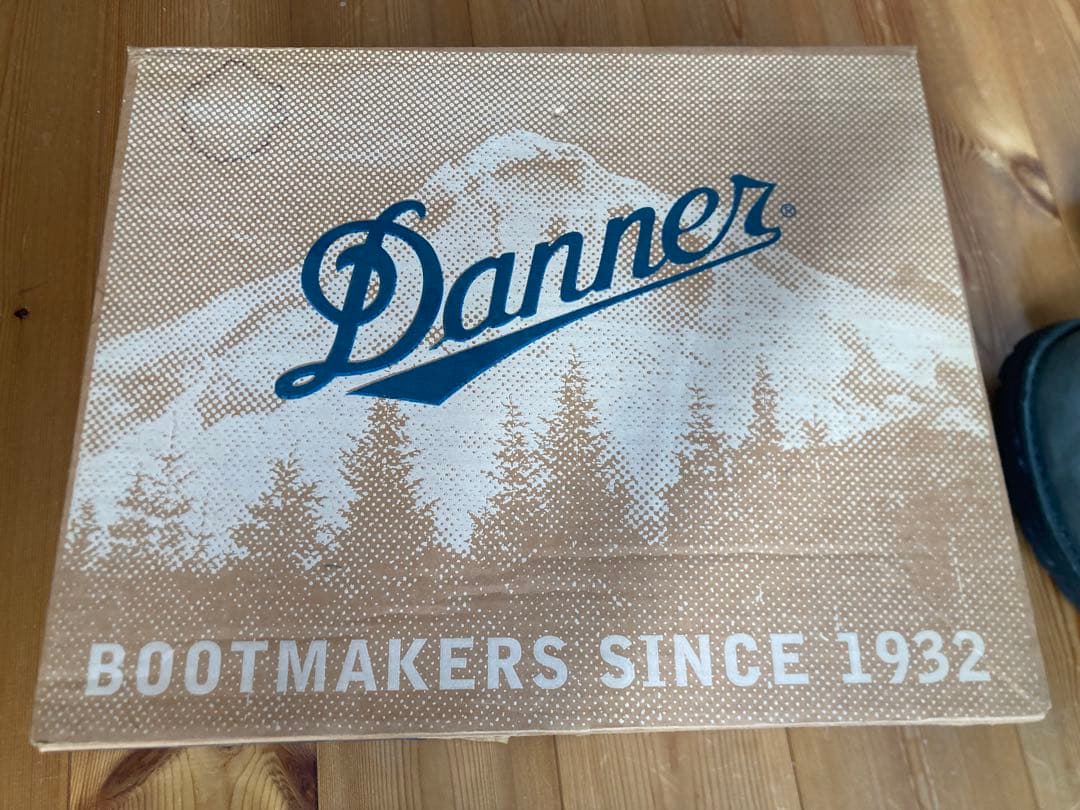 Danner®
BOOTMAKERS SINCE 1932